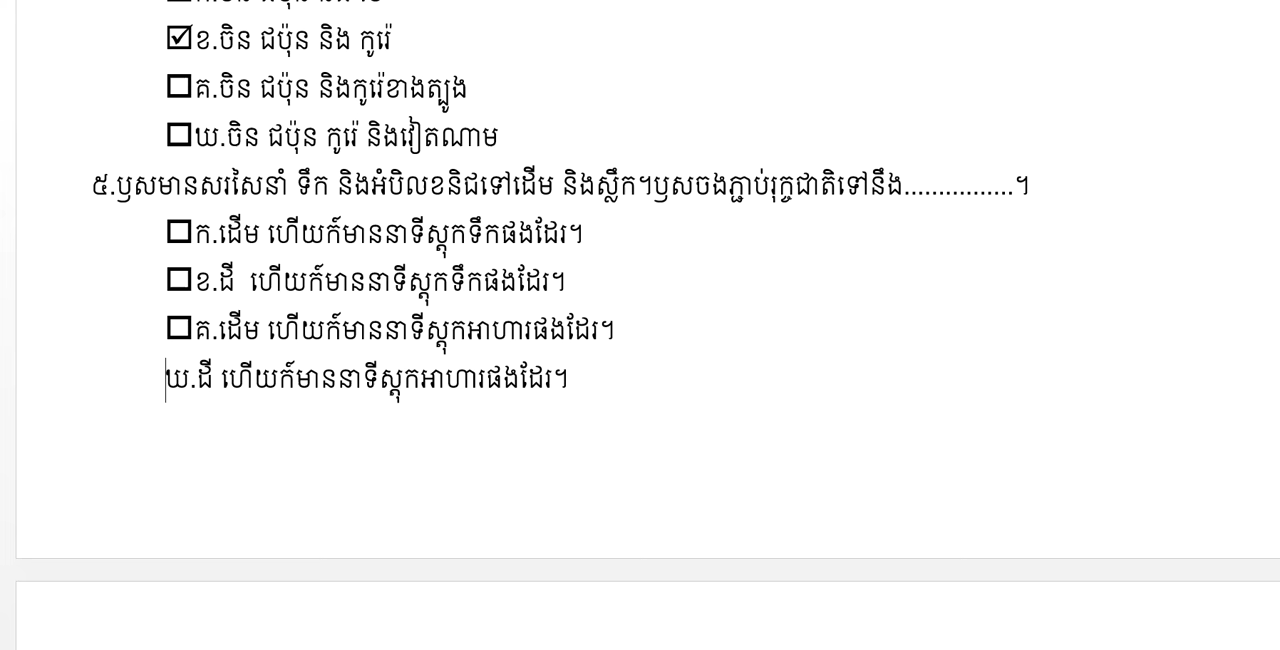 ☑ខ.ចិន ជប៉ុន និង កូរ៉េ
☐គ.ចិន ជប៉ុន និងកូរ៉េខាងត្បូង
☐ឃ.ចិន ជប៉ុន កូរ៉េ និងវៀតណាម
៥.ឫសមានសរសៃនាំ ទឹក និងអំបិលខនិជទៅដើម និងស្លឹក។ឫសចងភ្ជាប់រុក្ខជាតិទៅនឹង................។
☐ក.ដើម ហើយក៍មាននាទីស្តុកទឹកផងដែរ។
☐ខ.ដី  ហើយក៍មាននាទីស្តុកទឹកផងដែរ។
☐គ.ដើម ហើយក៍មាននាទីស្តុកអាហារផងដែរ។
ឃ.ដី ហើយក៍មាននាទីស្តុកអាហារផងដែរ។